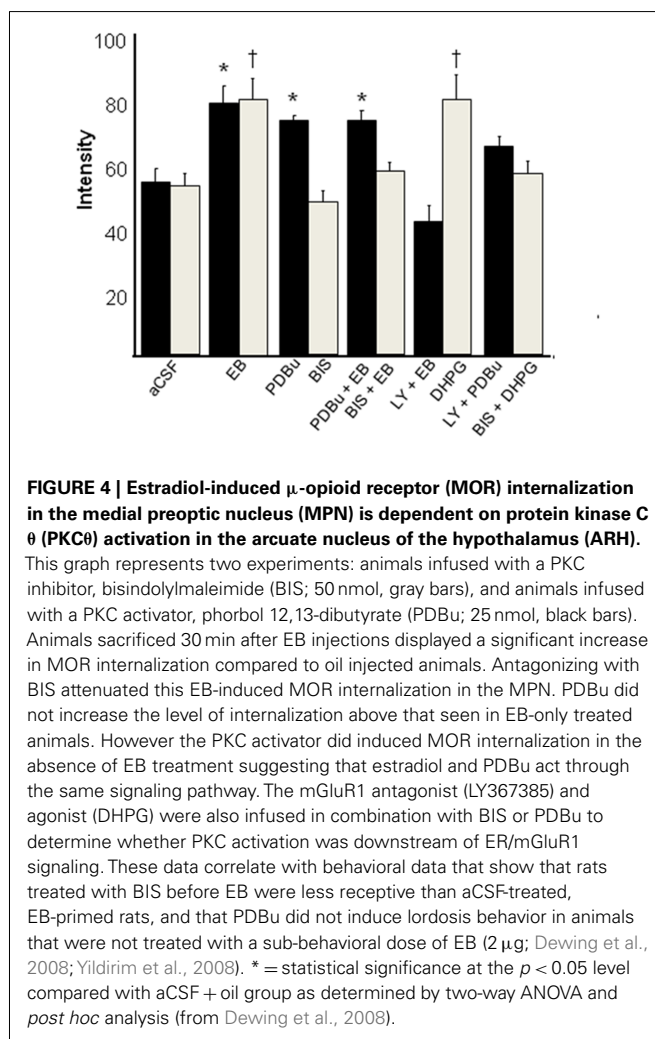 100
80
60
40
20
Intensity
* † * * †
aCSF
EB
PDBu
BIS
PDBu + EB
BIS + EB
LY + EB
DHPG
LY + PDBu
BIS + DHPG
FIGURE 4 | Estradiol-induced μ-opioid receptor (MOR) internalization
in the medial preoptic nucleus (MPN) is dependent on protein kinase C
θ (PKCθ) activation in the arcuate nucleus of the hypothalamus (ARH).
This graph represents two experiments: animals infused with a PKC
inhibitor, bisindolylmaleimide (BIS; 50 nmol, gray bars), and animals infused
with a PKC activator, phorbol 12,13-dibutyrate (PDBu; 25 nmol, black bars).
Animals sacrificed 30 min after EB injections displayed a significant increase
in MOR internalization compared to oil injected animals. Antagonizing with
BIS attenuated this EB-induced MOR internalization in the MPN. PDBu did
not increase the level of internalization above that seen in EB-only treated
animals. However the PKC activator did induced MOR internalization in the
absence of EB treatment suggesting that estradiol and PDBu act through
the same signaling pathway. The mGluR1 antagonist (LY367385) and
agonist (DHPG) were also infused in combination with BIS or PDBu to
determine whether PKC activation was downstream of ER/mGluR1
signaling. These data correlate with behavioral data that show that rats
treated with BIS before EB were less receptive than aCSF-treated,
EB-primed rats, and that PDBu did not induce lordosis behavior in animals
that were not treated with a sub-behavioral dose of EB (2 μg; Dewing et al.,
2008; Yildirim et al., 2008). * = statistical significance at the p < 0.05 level
compared with aCSF + oil group as determined by two-way ANOVA and
post hoc analysis (from Dewing et al., 2008).